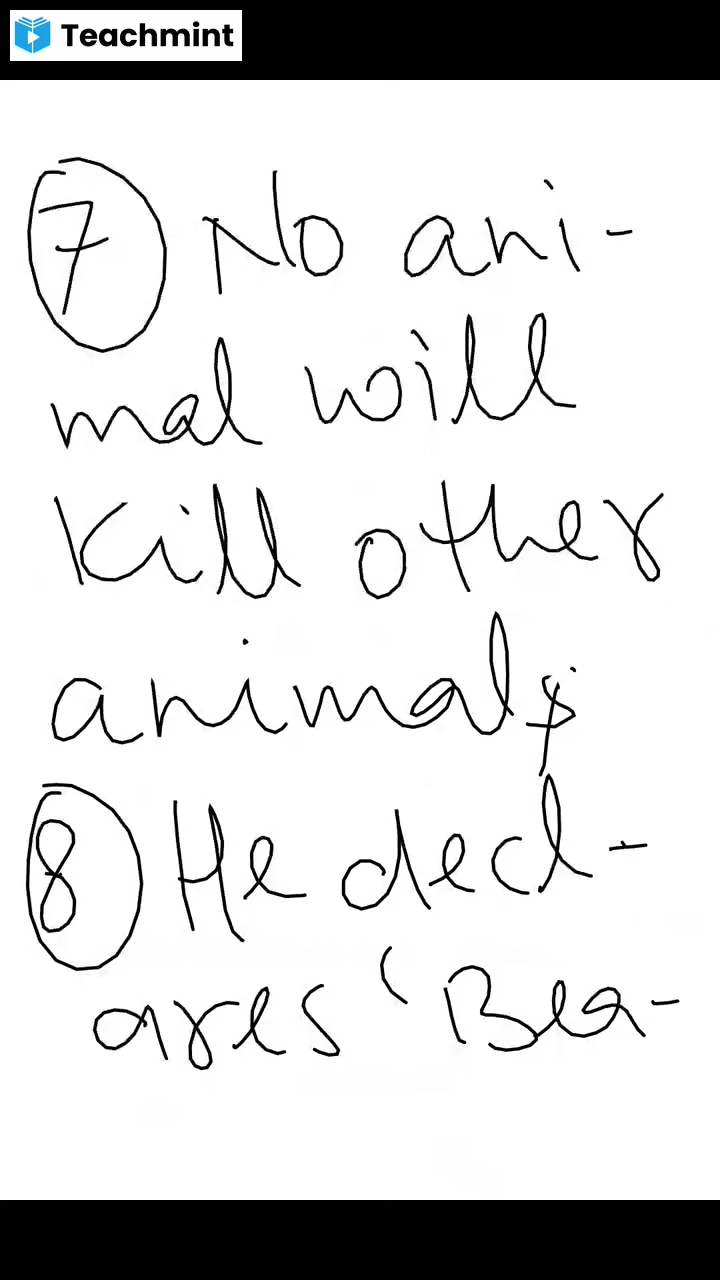 Teachmint
7 No ani-
mal will
kill other
animals
8 He decl-
ares 'Bea-